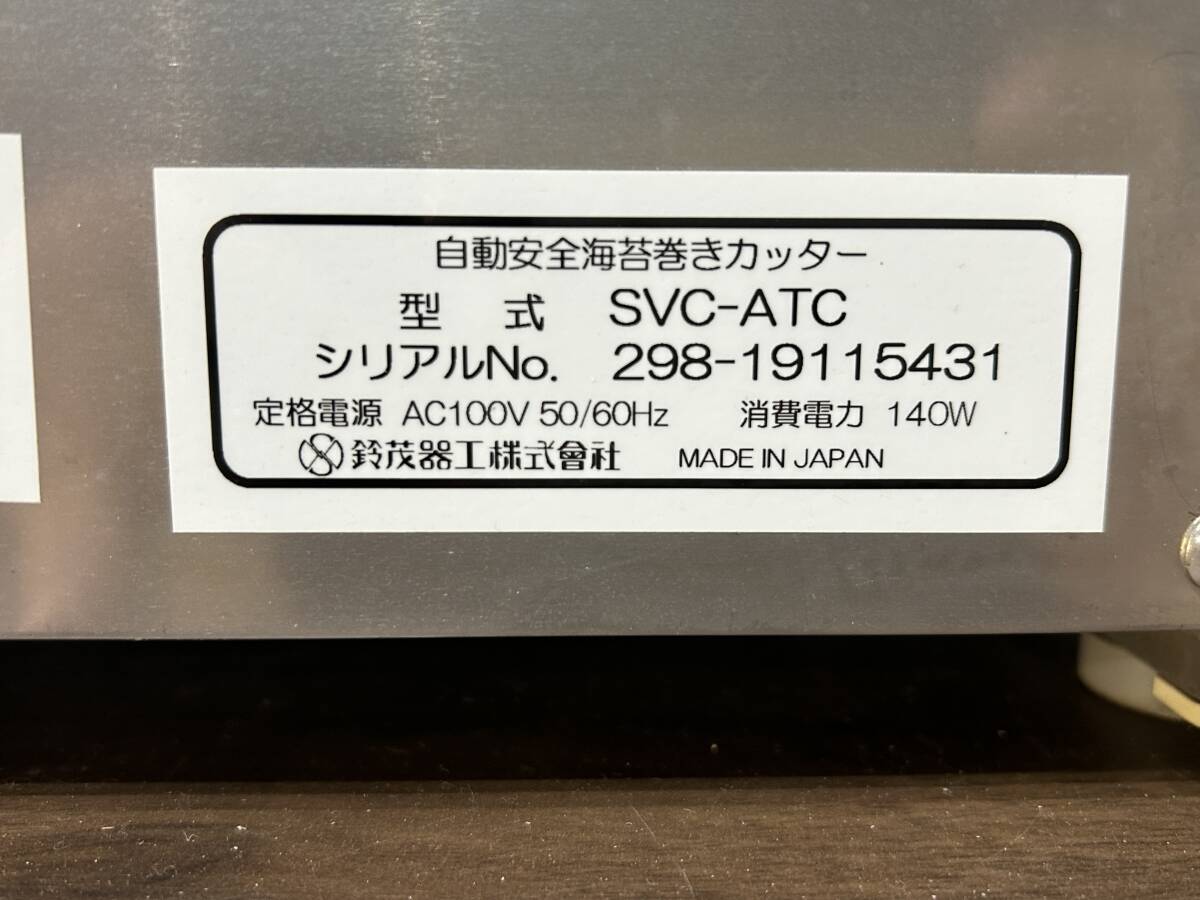 自動安全海苔巻きカッター
型 式 SVC-ATC
シリアルNo. 298-19115431
定格電源 AC100V 50/60Hz 消費電力 140W
鈴茂器工株式會社 MADE IN JAPAN